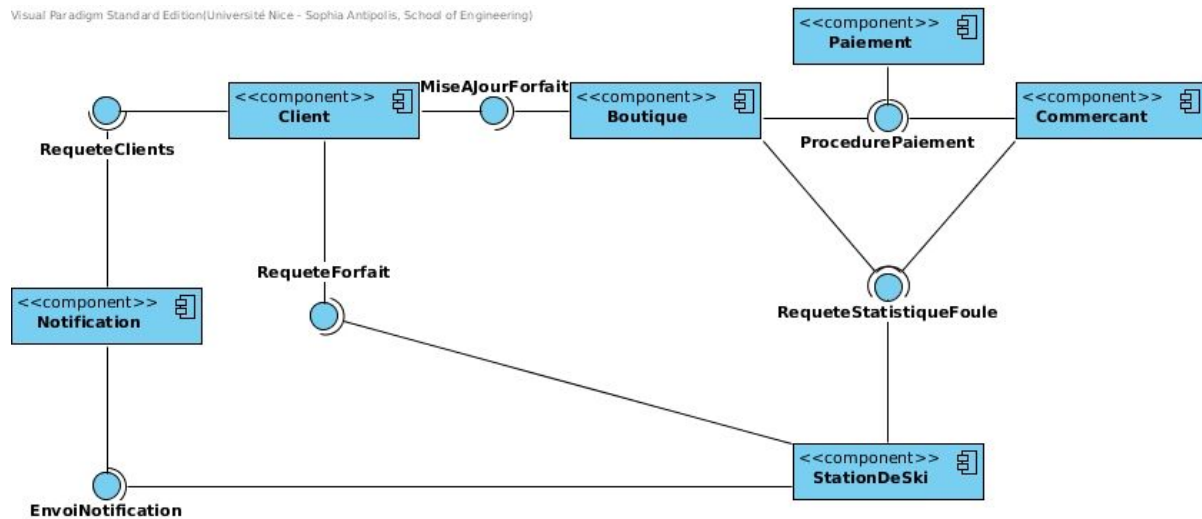 Visual Paradigm Standard Edition(Université Nice - Sophia Antipolis, School of Engineering)
<<component>>
Paiement
<<component>>
Client
MiseAJourForfait
<<component>>
Boutique
<<component>>
Commercant
RequeteClients
ProcedurePaiement
RequeteForfait
<<component>>
Notification
RequeteStatistiqueFoule
<<component>>
StationDeSki
EnvoiNotification